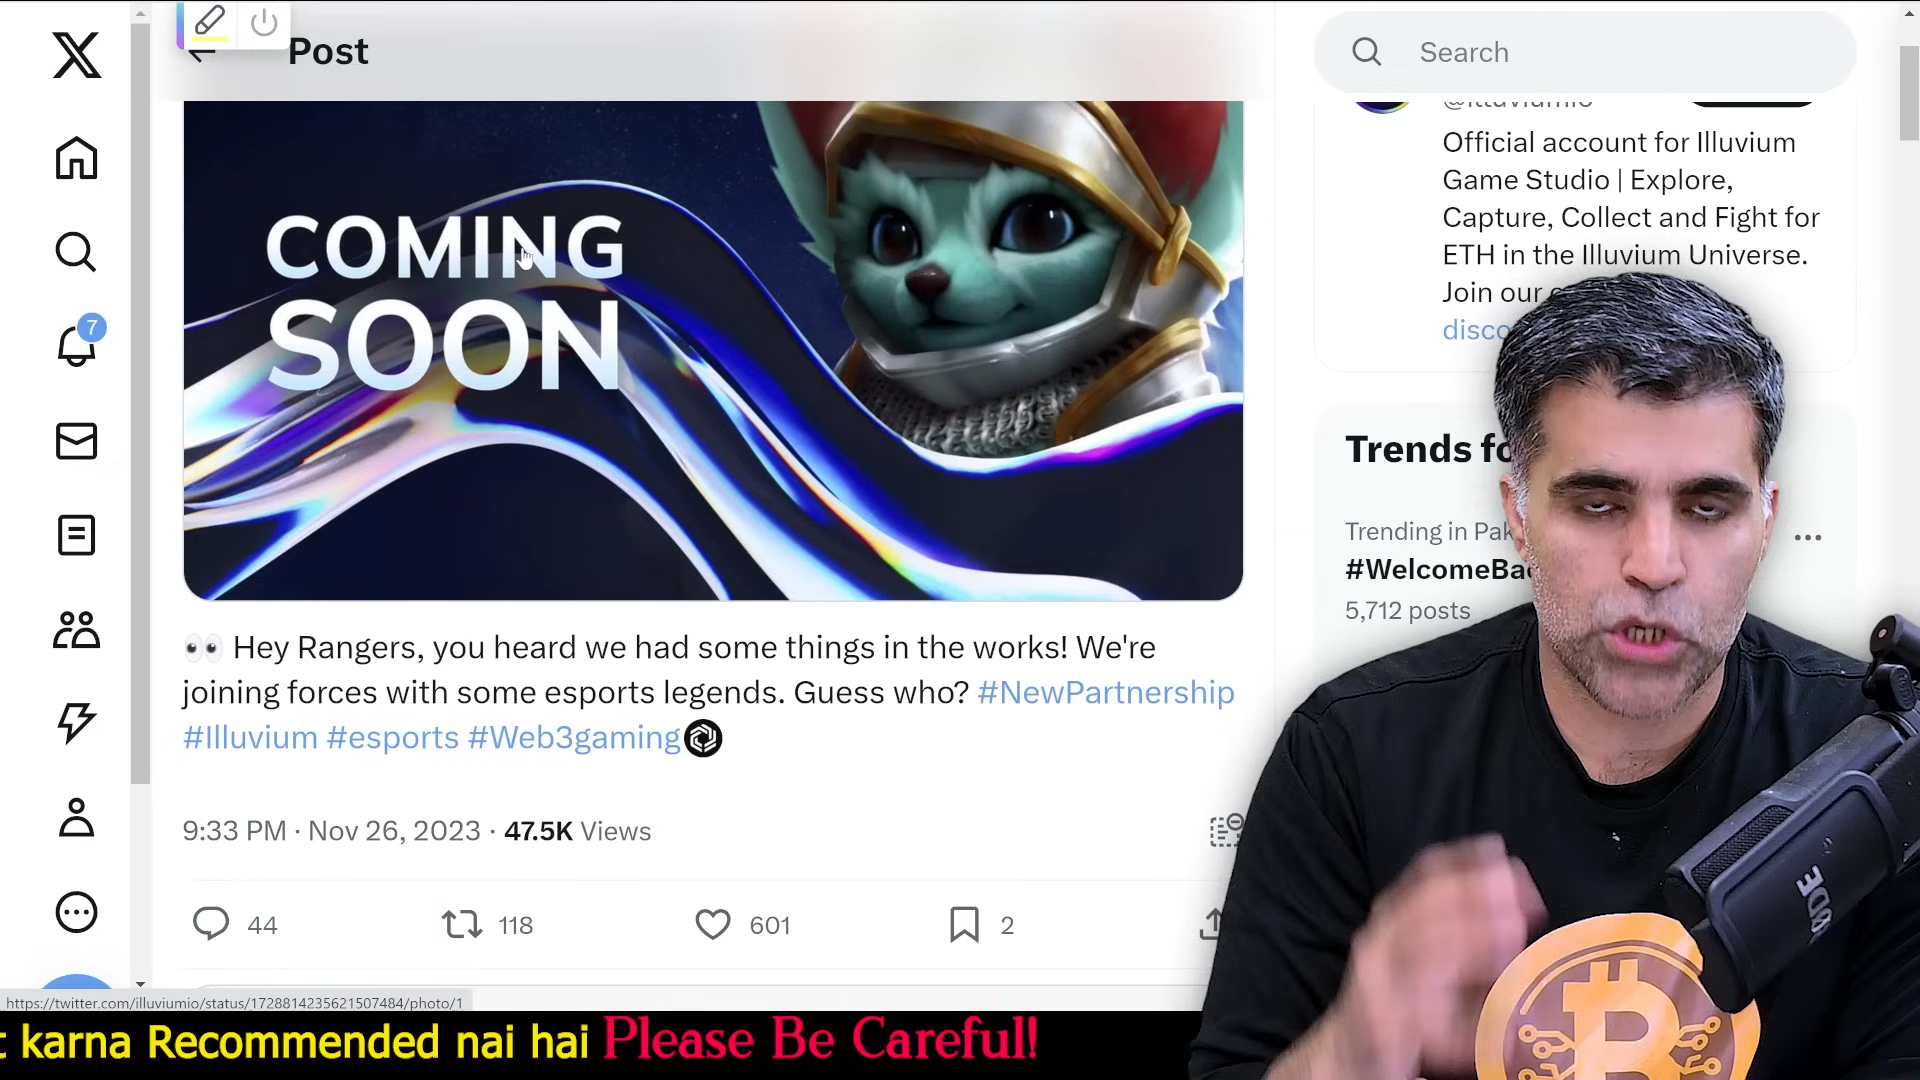 Post
Search
COMING
SOON
Official account for Illuvium
Game Studio | Explore,
Capture, Collect and Fight for
ETH in the Illuvium Universe.
Join our
disco
Trends fo
Trending in Pak
#WelcomeBa
5,712 posts
7
👀 Hey Rangers, you heard we had some things in the works! We're
joining forces with some esports legends. Guess who? #NewPartnership
#Illuvium #esports #Web3gaming
9:33 PM · Nov 26, 2023 · 47.5K Views
44 118 601 2
https://twitter.com/illuviumio/status/1728814235621507484/photo/1
karna Recommended nai hai Please Be Careful!